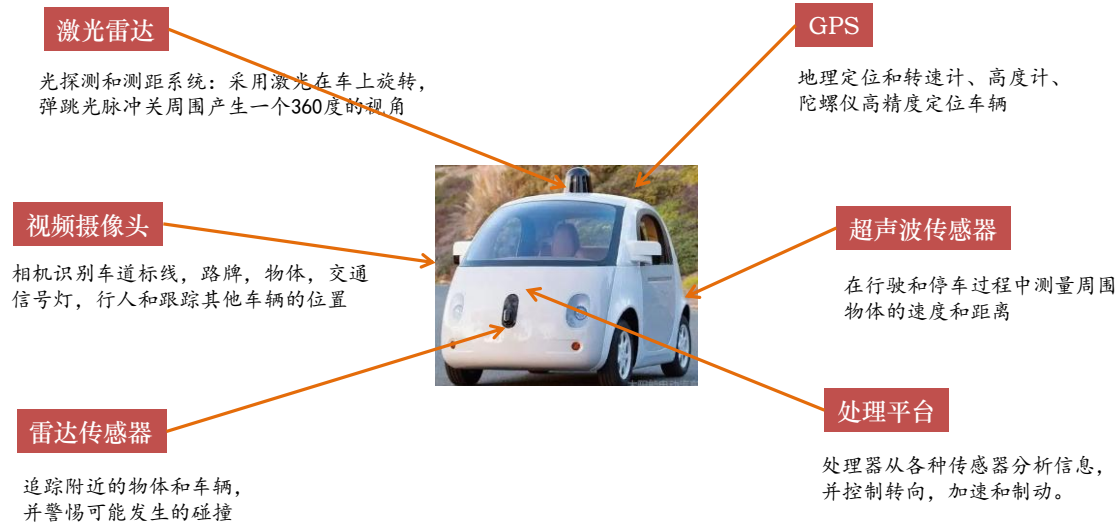 激光雷达
光探测和测距系统：采用激光在车上旋转，
弹跳光脉冲关周围产生一个360度的视角
GPS
地理定位和转速计、高度计、
陀螺仪高精度定位车辆
视频摄像头
相机识别车道标线，路牌，物体，交通
信号灯，行人和跟踪其他车辆的位置
超声波传感器
在行驶和停车过程中测量周围
物体的速度和距离
雷达传感器
追踪附近的物体和车辆，
并警惕可能发生的碰撞
处理平台
处理器从各种传感器分析信息，
并控制转向，加速和制动。